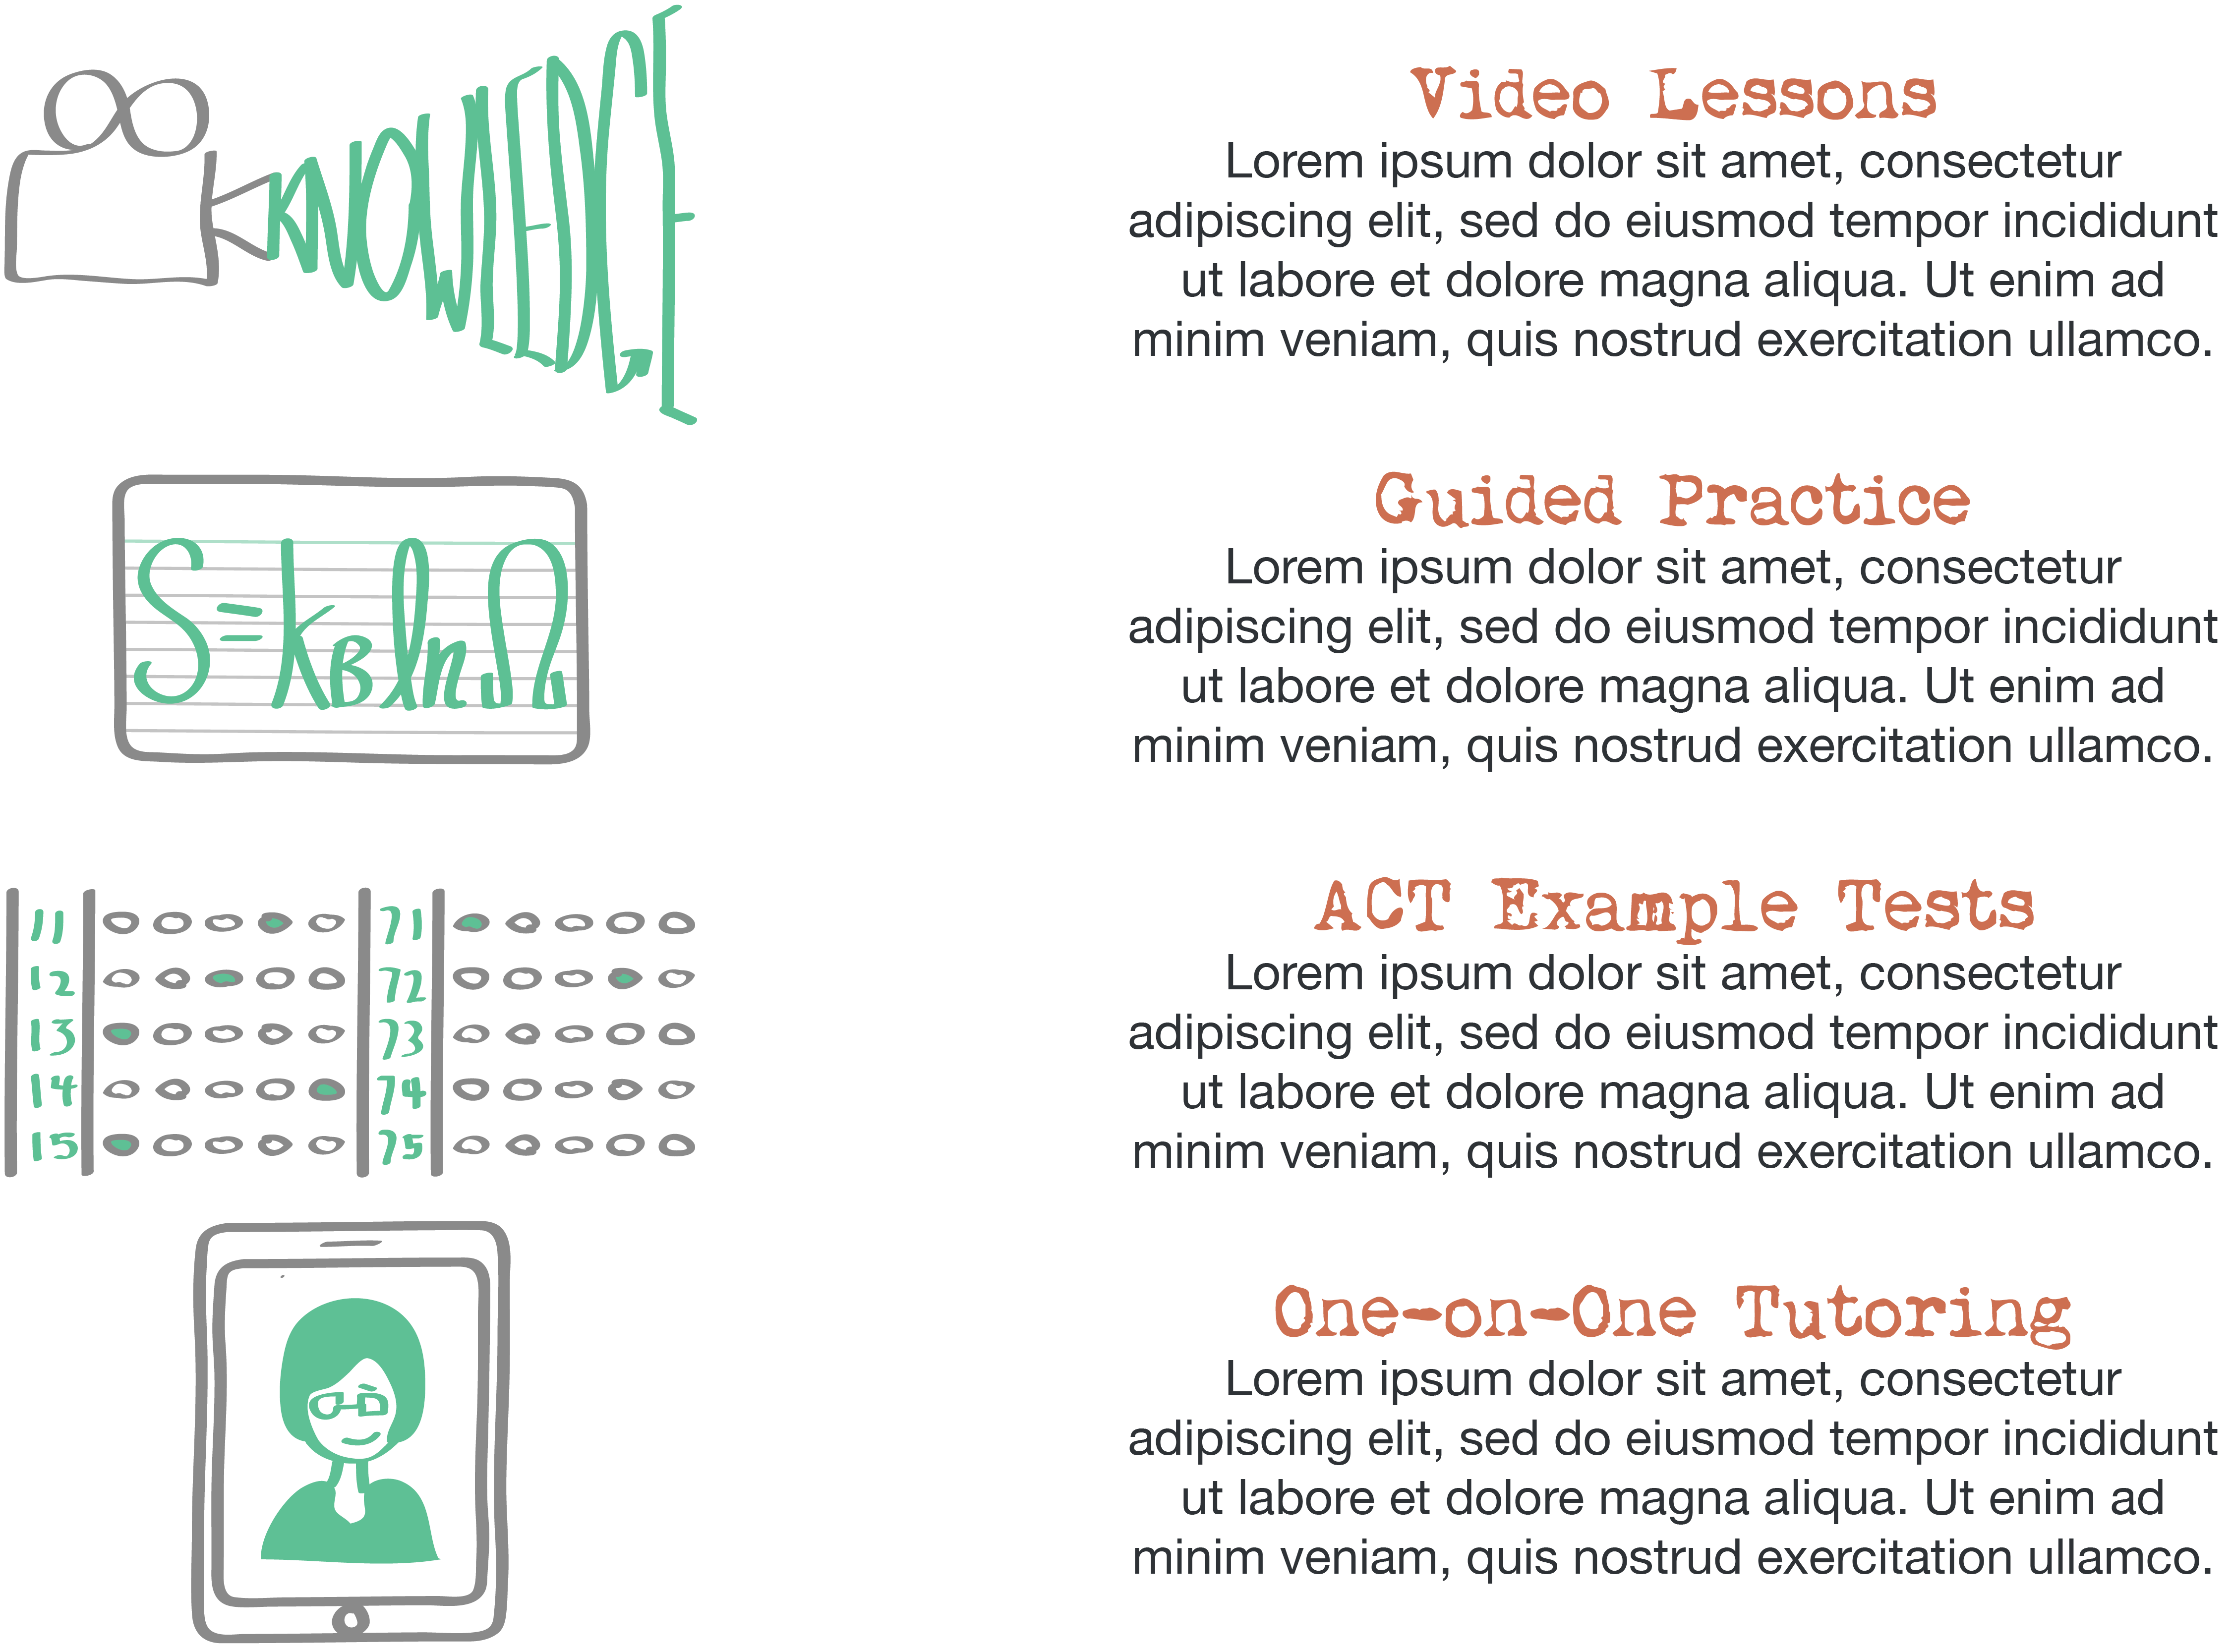 KNOWLEDGE
Video Lessons
Lorem ipsum dolor sit amet, consectetur
adipiscing elit, sed do eiusmod tempor incididunt
ut labore et dolore magna aliqua. Ut enim ad
minim veniam, quis nostrud exercitation ullamco.
S=kʙlnΩ
Guided Practice
Lorem ipsum dolor sit amet, consectetur
adipiscing elit, sed do eiusmod tempor incididunt
ut labore et dolore magna aliqua. Ut enim ad
minim veniam, quis nostrud exercitation ullamco.
11 71
12 72
13 73
14 74
15 75
ACT Example Tests
Lorem ipsum dolor sit amet, consectetur
adipiscing elit, sed do eiusmod tempor incididunt
ut labore et dolore magna aliqua. Ut enim ad
minim veniam, quis nostrud exercitation ullamco.
One-on-One Tutoring
Lorem ipsum dolor sit amet, consectetur
adipiscing elit, sed do eiusmod tempor incididunt
ut labore et dolore magna aliqua. Ut enim ad
minim veniam, quis nostrud exercitation ullamco.